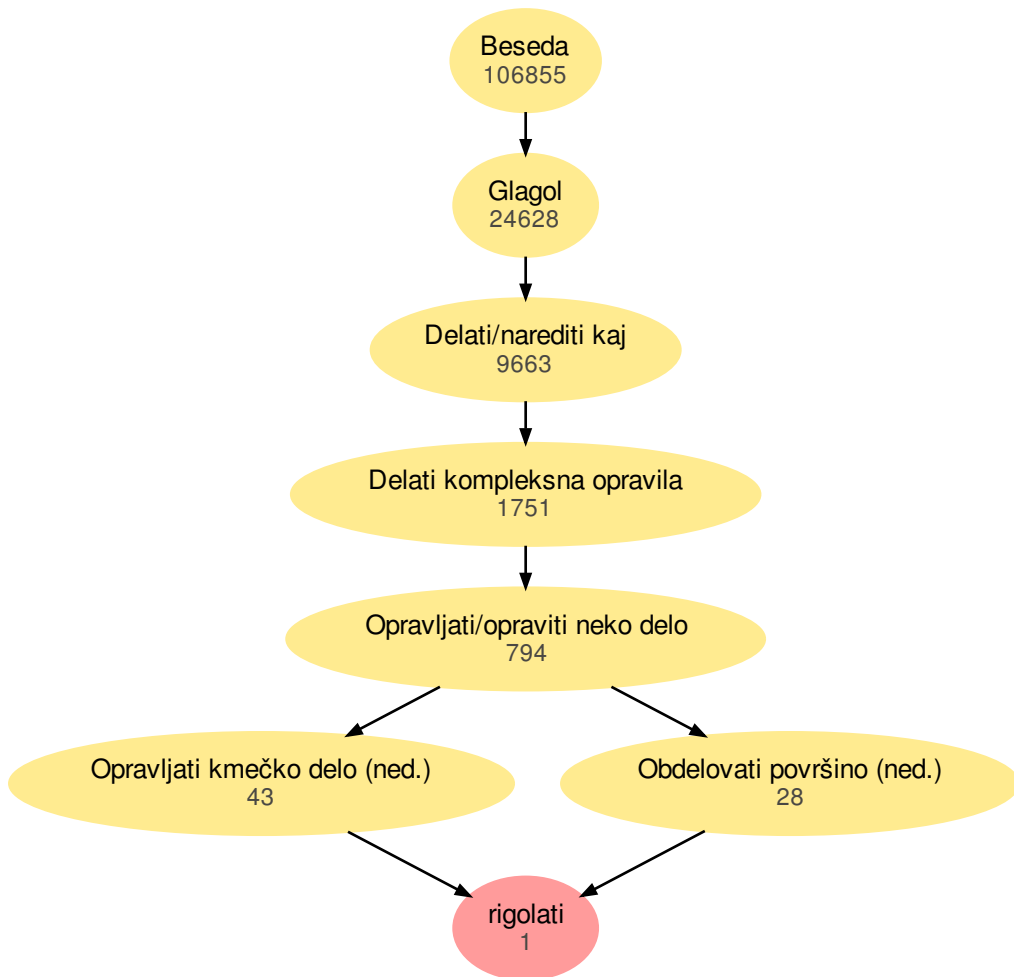 Beseda
106855
Glagol
24628
Delati/narediti kaj
9663
Delati kompleksna opravila
1751
Opravljati/opraviti neko delo
794
Opravljati kmečko delo (ned.)
43
Obdelovati površino (ned.)
28
rigolati
1